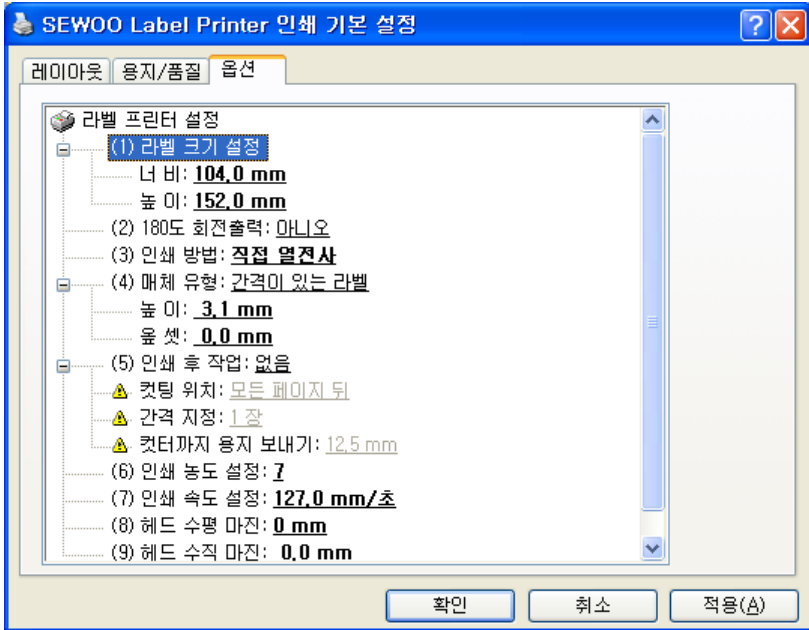 SEWOO Label Printer 인쇄 기본 설정
레이아웃 용지/품질 옵션
라벨 프린터 설정
(1) 라벨 크기 설정
너 비: 104.0 mm
높 이: 152.0 mm
(2) 180도 회전출력: 아니오
(3) 인쇄 방법: 직접 열전사
(4) 매체 유형: 간격이 있는 라벨
높 이: 3.1 mm
옾 셋: 0.0 mm
(5) 인쇄 후 작업: 없음
컷팅 위치: 모든 페이지 뒤
간격 지정: 1 장
컷터까지 용지 보내기: 12.5 mm
(6) 인쇄 농도 설정: 7
(7) 인쇄 속도 설정: 127.0 mm/초
(8) 헤드 수평 마진: 0 mm
(9) 헤드 수직 마진: 0.0 mm
확인 취소 적용(A)